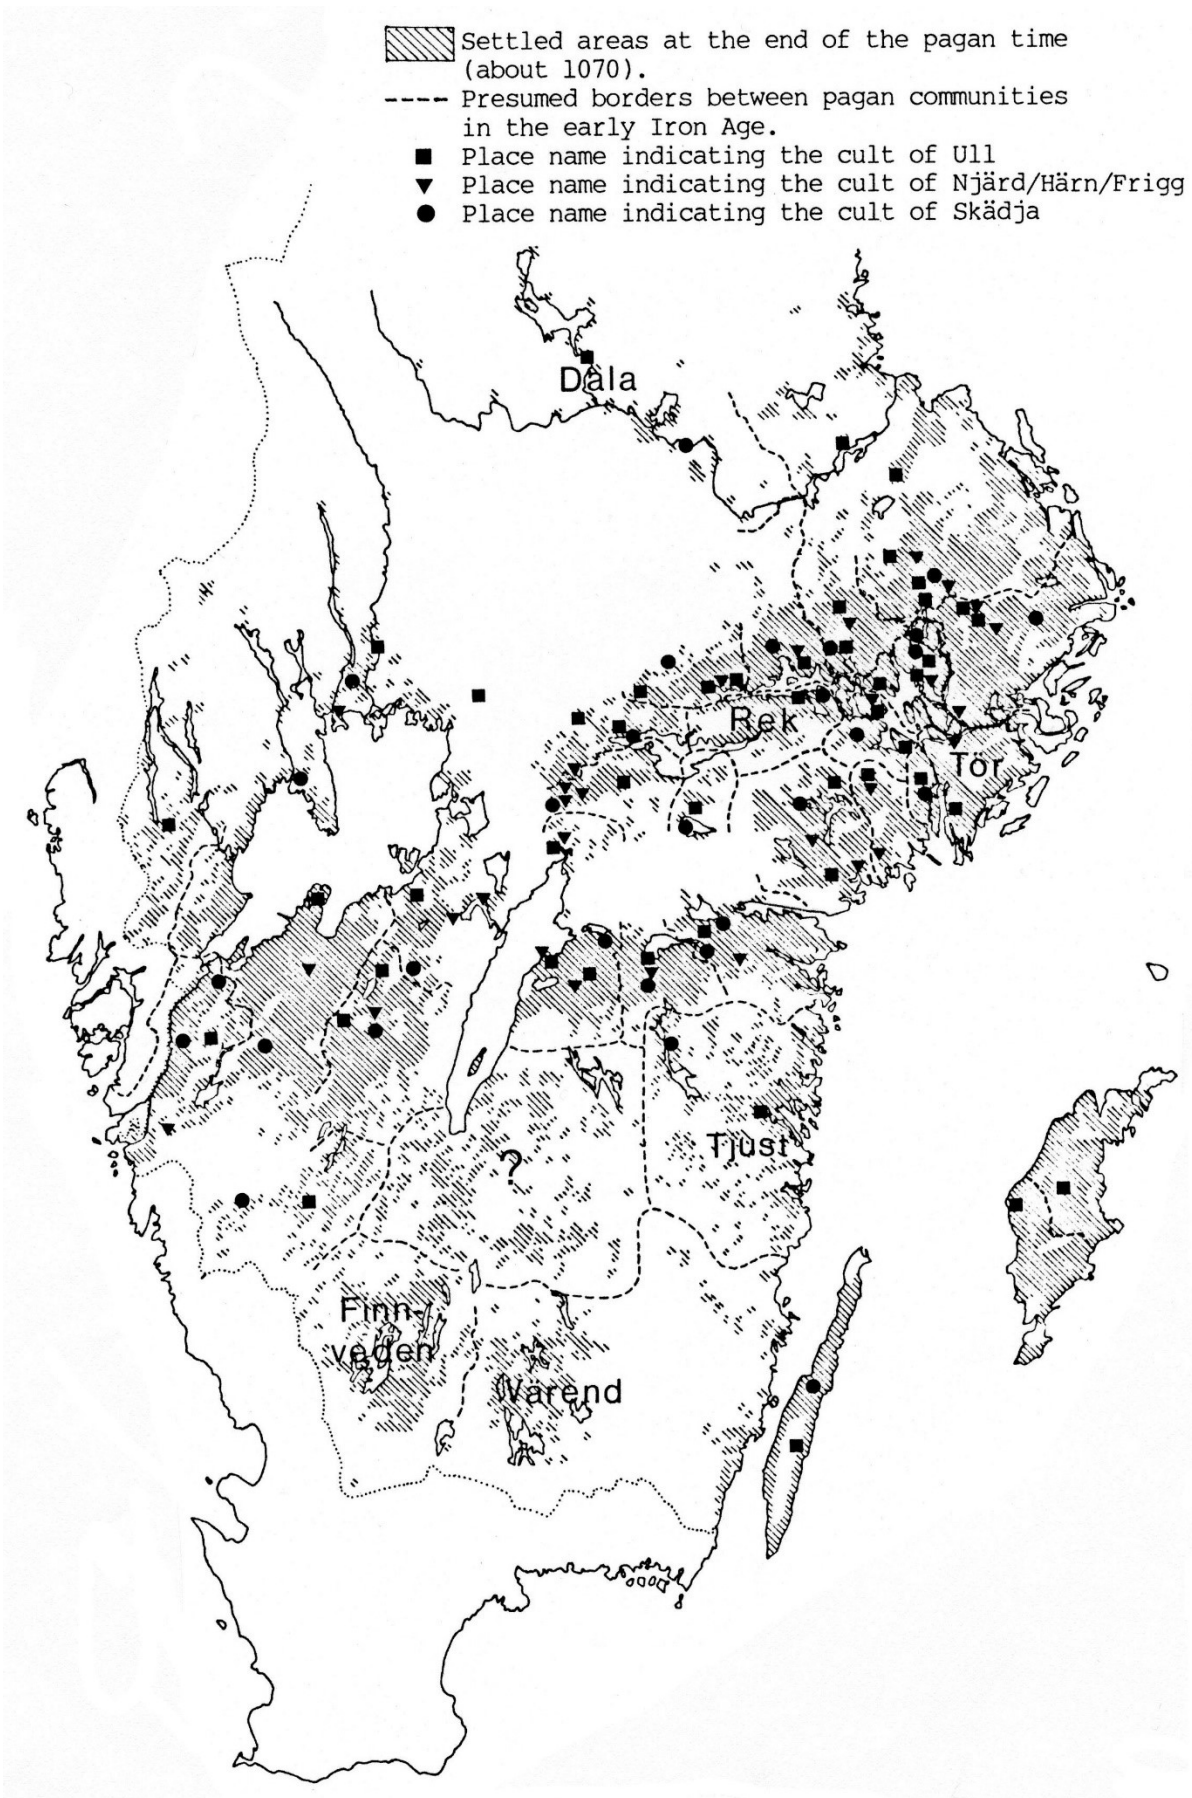 Settled areas at the end of the pagan time
(about 1070).
Presumed borders between pagan communities
in the early Iron Age.
Place name indicating the cult of Ull
Place name indicating the cult of Njärd/Härn/Frigg
Place name indicating the cult of Skädja
Dala
Rek
Tör
Tjust
?
Finn-
veden
Värend